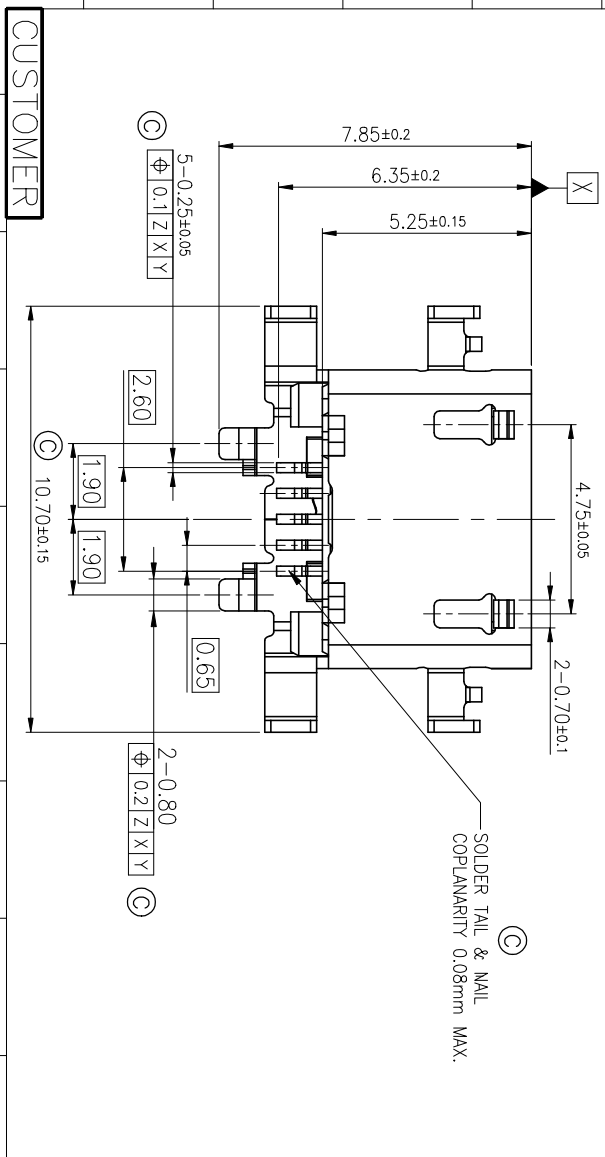 CUSTOMER
X
7.85±0.2
6.35±0.2
5.25±0.15
C
5-0.25±0.05
⌖ 0.1 Z X Y
2.60
1.90
1.90
C 10.70±0.15
0.65
4.75±0.05
2-0.70±0.1
2-0.80
⌖ 0.2 Z X Y
C
C
SOLDER TAIL & NAIL
COPLANARITY 0.08mm MAX.